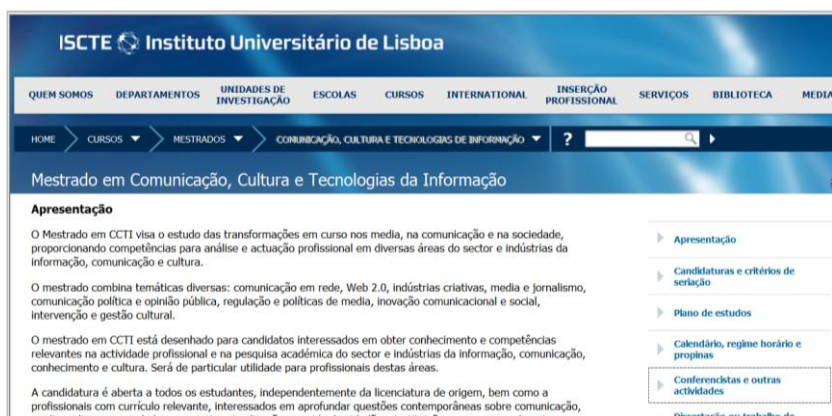 ISCTE Instituto Universitário de Lisboa
QUEM SOMOS
DEPARTAMENTOS
UNIDADES DE
INVESTIGAÇÃO
ESCOLAS
CURSOS
INTERNATIONAL
INSERÇÃO
PROFISSIONAL
SERVIÇOS
BIBLIOTECA
MEDIA
HOME
CURSOS
MESTRADOS
COMUNICAÇÃO, CULTURA E TECNOLOGIAS DE INFORMAÇÃO
?
Mestrado em Comunicação, Cultura e Tecnologias da Informação
Apresentação
O Mestrado em CCTI visa o estudo das transformações em curso nos media, na comunicação e na sociedade,
proporcionando competências para análise e actuação profissional em diversas áreas do sector e indústrias da
informação, comunicação e cultura.
O mestrado combina temáticas diversas: comunicação em rede, Web 2.0, indústrias criativas, media e jornalismo,
comunicação política e opinião pública, regulação e políticas de media, inovação comunicacional e social,
intervenção e gestão cultural.
O mestrado em CCTI está desenhado para candidatos interessados em obter conhecimento e competências
relevantes na actividade profissional e na pesquisa académica do sector e indústrias da informação, comunicação,
conhecimento e cultura. Será de particular utilidade para profissionais destas áreas.
A candidatura é aberta a todos os estudantes, independentemente da licenciatura de origem, bem como a
profissionais com currículo relevante, interessados em aprofundar questões contemporâneas sobre comunicação,
Apresentação
Candidaturas e critérios de
seriação
Plano de estudos
Calendário, regime horário e
propinas
Conferencistas e outras
actividades